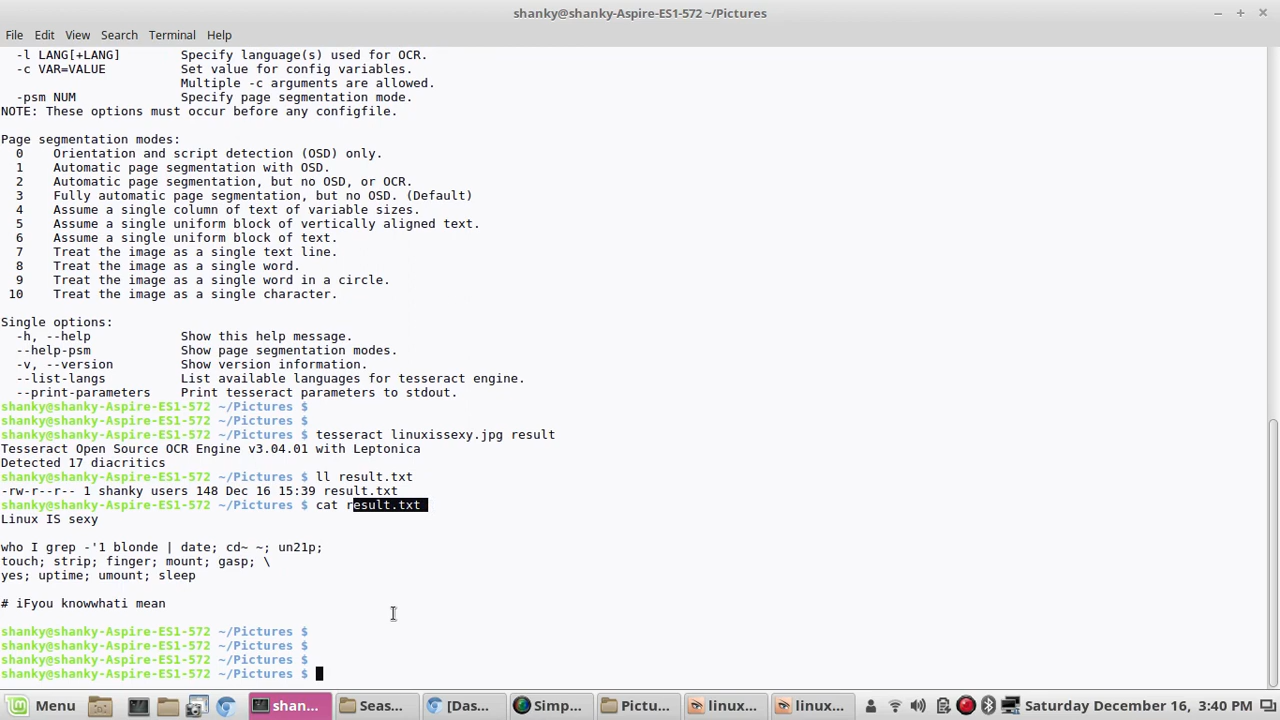 shanky@shanky-Aspire-ES1-572 ~/Pictures
File Edit View Search Terminal Help
-l LANG[+LANG] Specify language(s) used for OCR.
-c VAR=VALUE Set value for config variables.
Multiple -c arguments are allowed.
-psm NUM Specify page segmentation mode.
NOTE: These options must occur before any configfile.
Page segmentation modes:
0 Orientation and script detection (OSD) only.
1 Automatic page segmentation with OSD.
2 Automatic page segmentation, but no OSD, or OCR.
3 Fully automatic page segmentation, but no OSD. (Default)
4 Assume a single column of text of variable sizes.
5 Assume a single uniform block of vertically aligned text.
6 Assume a single uniform block of text.
7 Treat the image as a single text line.
8 Treat the image as a single word.
9 Treat the image as a single word in a circle.
10 Treat the image as a single character.
Single options:
-h, --help Show this help message.
--help-psm Show page segmentation modes.
-v, --version Show version information.
--list-langs List available languages for tesseract engine.
--print-parameters Print tesseract parameters to stdout.
shanky@shanky-Aspire-ES1-572 ~/Pictures $
shanky@shanky-Aspire-ES1-572 ~/Pictures $
shanky@shanky-Aspire-ES1-572 ~/Pictures $ tesseract linuxissexy.jpg result
Tesseract Open Source OCR Engine v3.04.01 with Leptonica
Detected 17 diacritics
shanky@shanky-Aspire-ES1-572 ~/Pictures $ ll result.txt
-rw-r--r-- 1 shanky users 148 Dec 16 15:39 result.txt
shanky@shanky-Aspire-ES1-572 ~/Pictures $ cat result.txt
Linux IS sexy
who I grep -'1 blonde | date; cd~ ~; un21p;
touch; strip; finger; mount; gasp; \
yes; uptime; umount; sleep
# iFyou knowwhati mean
shanky@shanky-Aspire-ES1-572 ~/Pictures $
shanky@shanky-Aspire-ES1-572 ~/Pictures $
shanky@shanky-Aspire-ES1-572 ~/Pictures $
shanky@shanky-Aspire-ES1-572 ~/Pictures $
Menu shan... Seas... [Das... Simp... Pictu... linux... linux... Saturday December 16, 3:40 PM